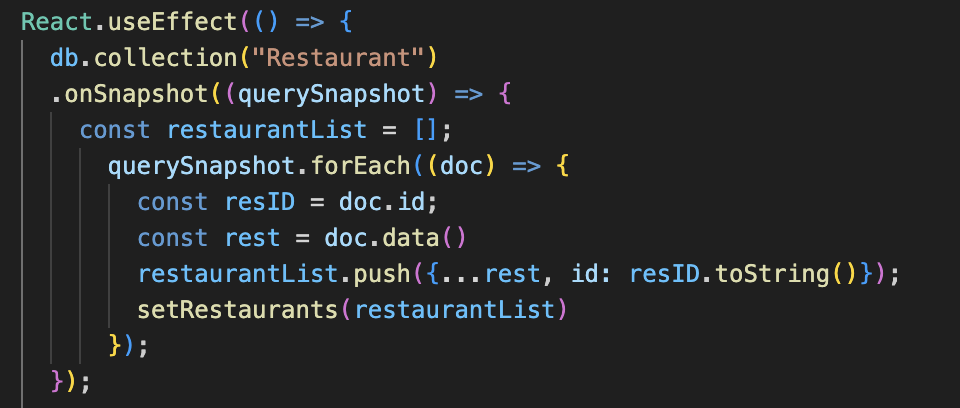 React.useEffect(() => {
db.collection("Restaurant")
.onSnapshot((querySnapshot) => {
const restaurantList = [];
querySnapshot.forEach((doc) => {
const resID = doc.id;
const rest = doc.data()
restaurantList.push({...rest, id: resID.toString()});
setRestaurants(restaurantList)
});
});